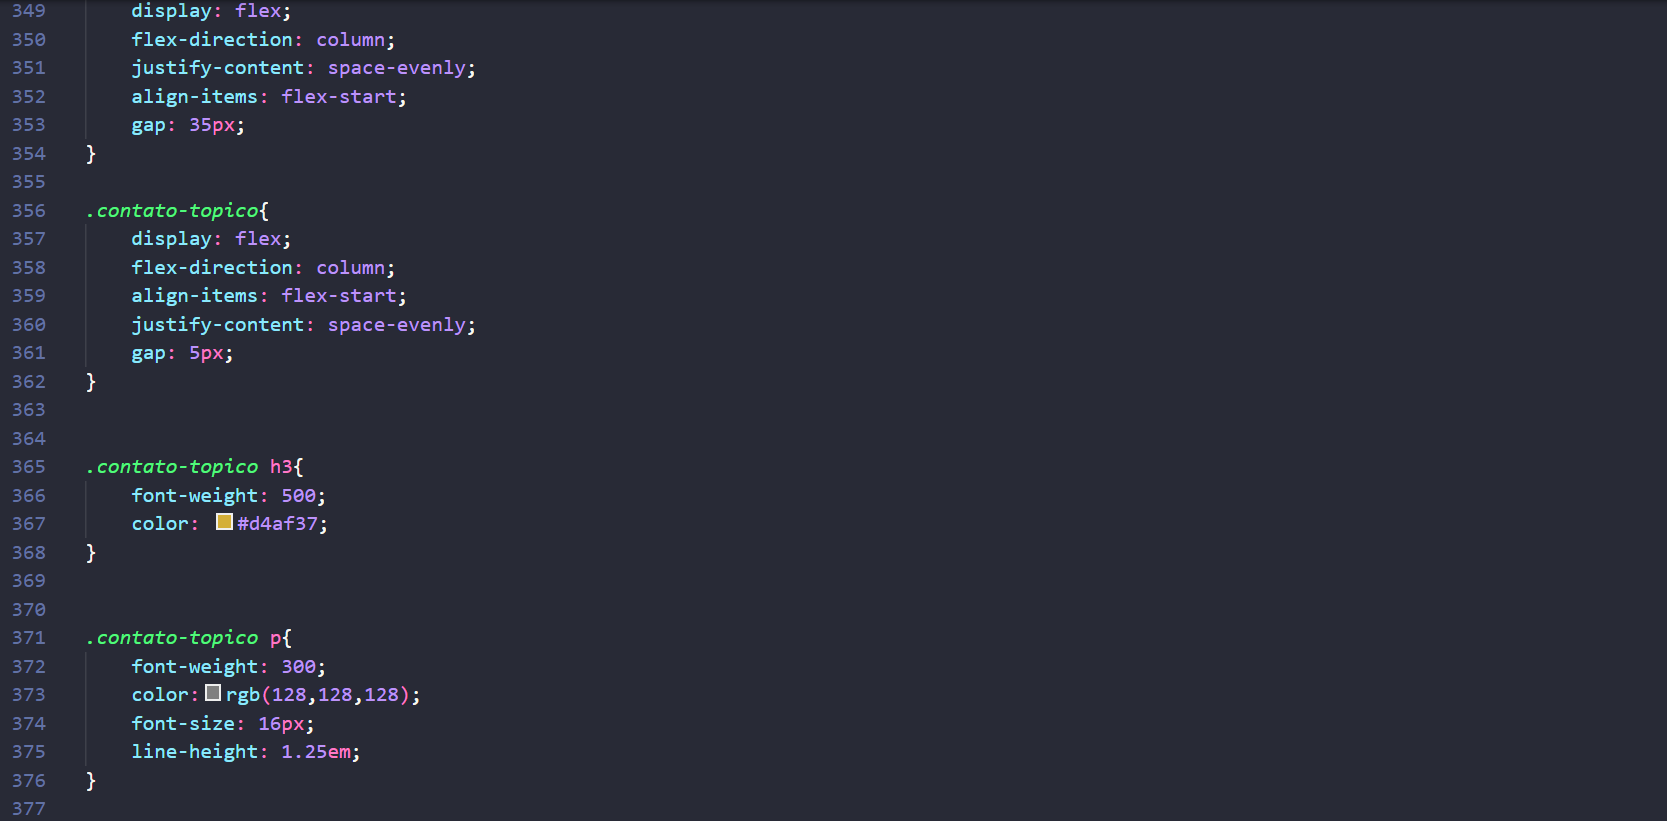 349 display: flex;
350 flex-direction: column;
351 justify-content: space-evenly;
352 align-items: flex-start;
353 gap: 35px;
354 }
355
356 .contato-topico{
357 display: flex;
358 flex-direction: column;
359 align-items: flex-start;
360 justify-content: space-evenly;
361 gap: 5px;
362 }
363
364
365 .contato-topico h3{
366 font-weight: 500;
367 color: #d4af37;
368 }
369
370
371 .contato-topico p{
372 font-weight: 300;
373 color: rgb(128,128,128);
374 font-size: 16px;
375 line-height: 1.25em;
376 }
377